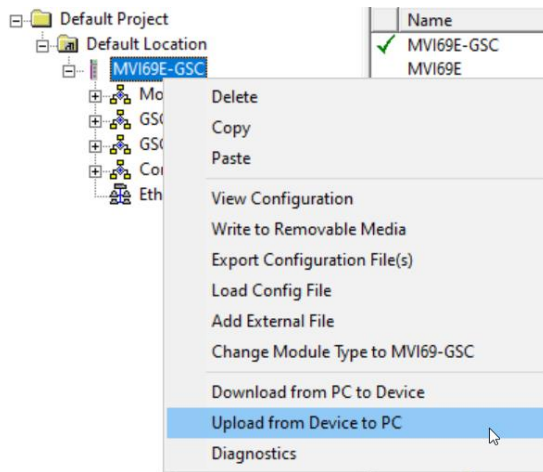 Default Project
Name
Default Location
MVI69E-GSC
MVI69E-GSC
MVI69E
Mo
GSC
GSC
Co
Eth
Delete
Copy
Paste
View Configuration
Write to Removable Media
Export Configuration File(s)
Load Config File
Add External File
Change Module Type to MVI69-GSC
Download from PC to Device
Upload from Device to PC
Diagnostics